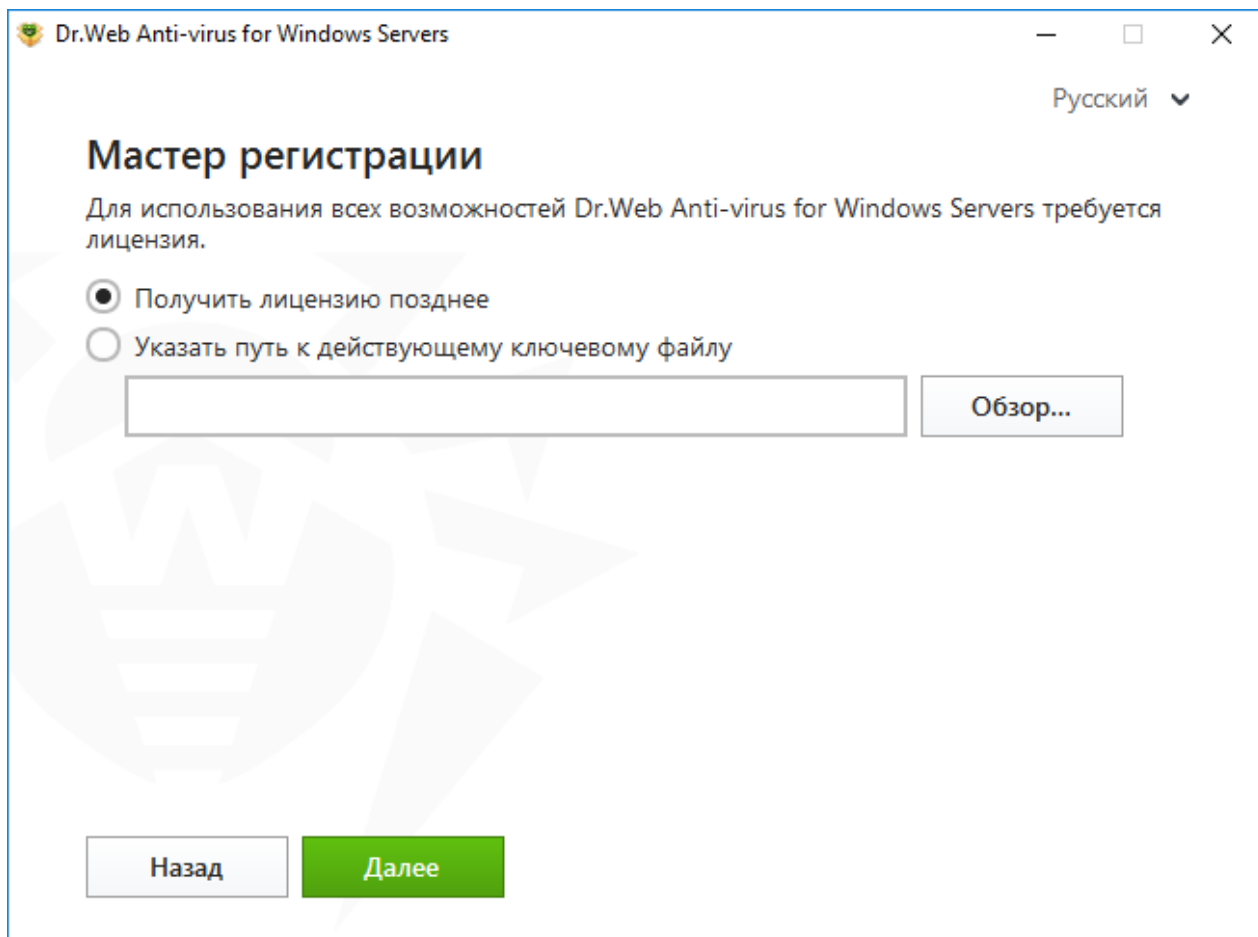 Dr.Web Anti-virus for Windows Servers
Русский
Мастер регистрации
Для использования всех возможностей Dr.Web Anti-virus for Windows Servers требуется
лицензия.
Получить лицензию позднее
Указать путь к действующему ключевому файлу
Обзор...
Назад
Далее